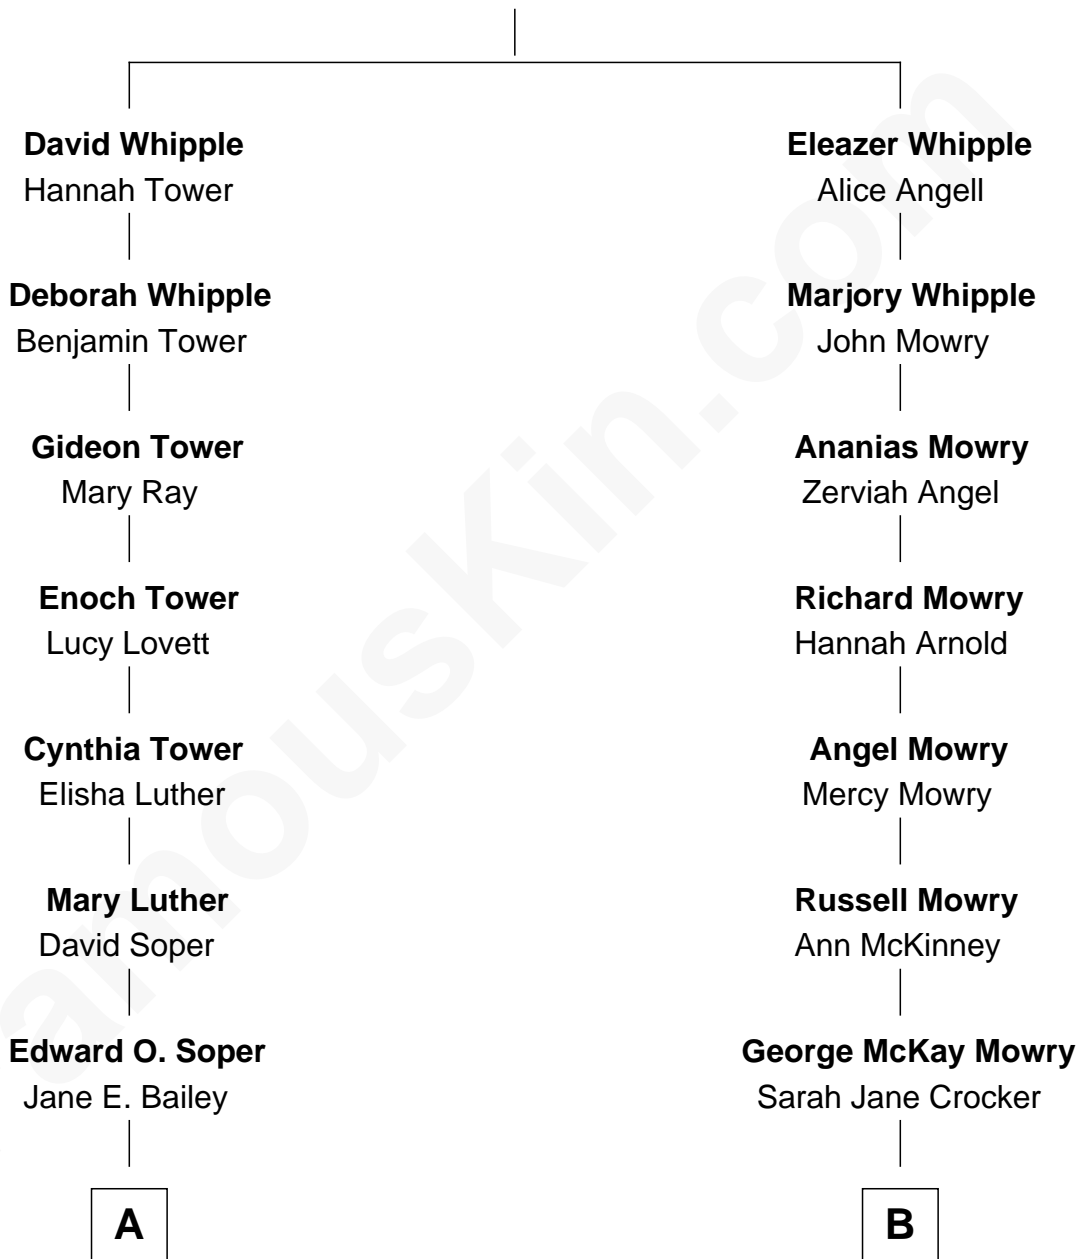 David Whipple
Hannah Tower
Eleazer Whipple
Alice Angell
Deborah Whipple
Benjamin Tower
Marjory Whipple
John Mowry
Gideon Tower
Mary Ray
Ananias Mowry
Zerviah Angel
Enoch Tower
Lucy Lovett
Richard Mowry
Hannah Arnold
Cynthia Tower
Elisha Luther
Angel Mowry
Mercy Mowry
Mary Luther
David Soper
Russell Mowry
Ann McKinney
Edward O. Soper
Jane E. Bailey
George McKay Mowry
Sarah Jane Crocker
A
B
amousKin.com